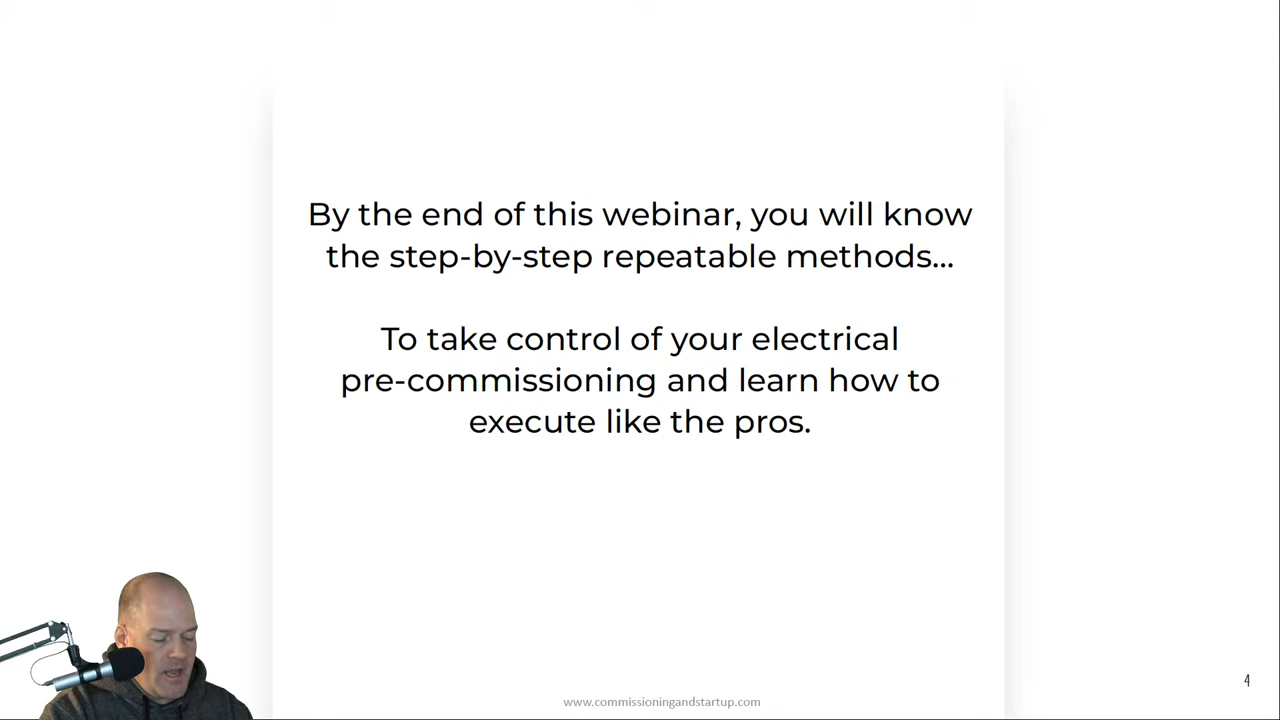 By the end of this webinar, you will know
the step-by-step repeatable methods...
To take control of your electrical
pre-commissioning and learn how to
execute like the pros.
www.commissioningandstartup.com
4